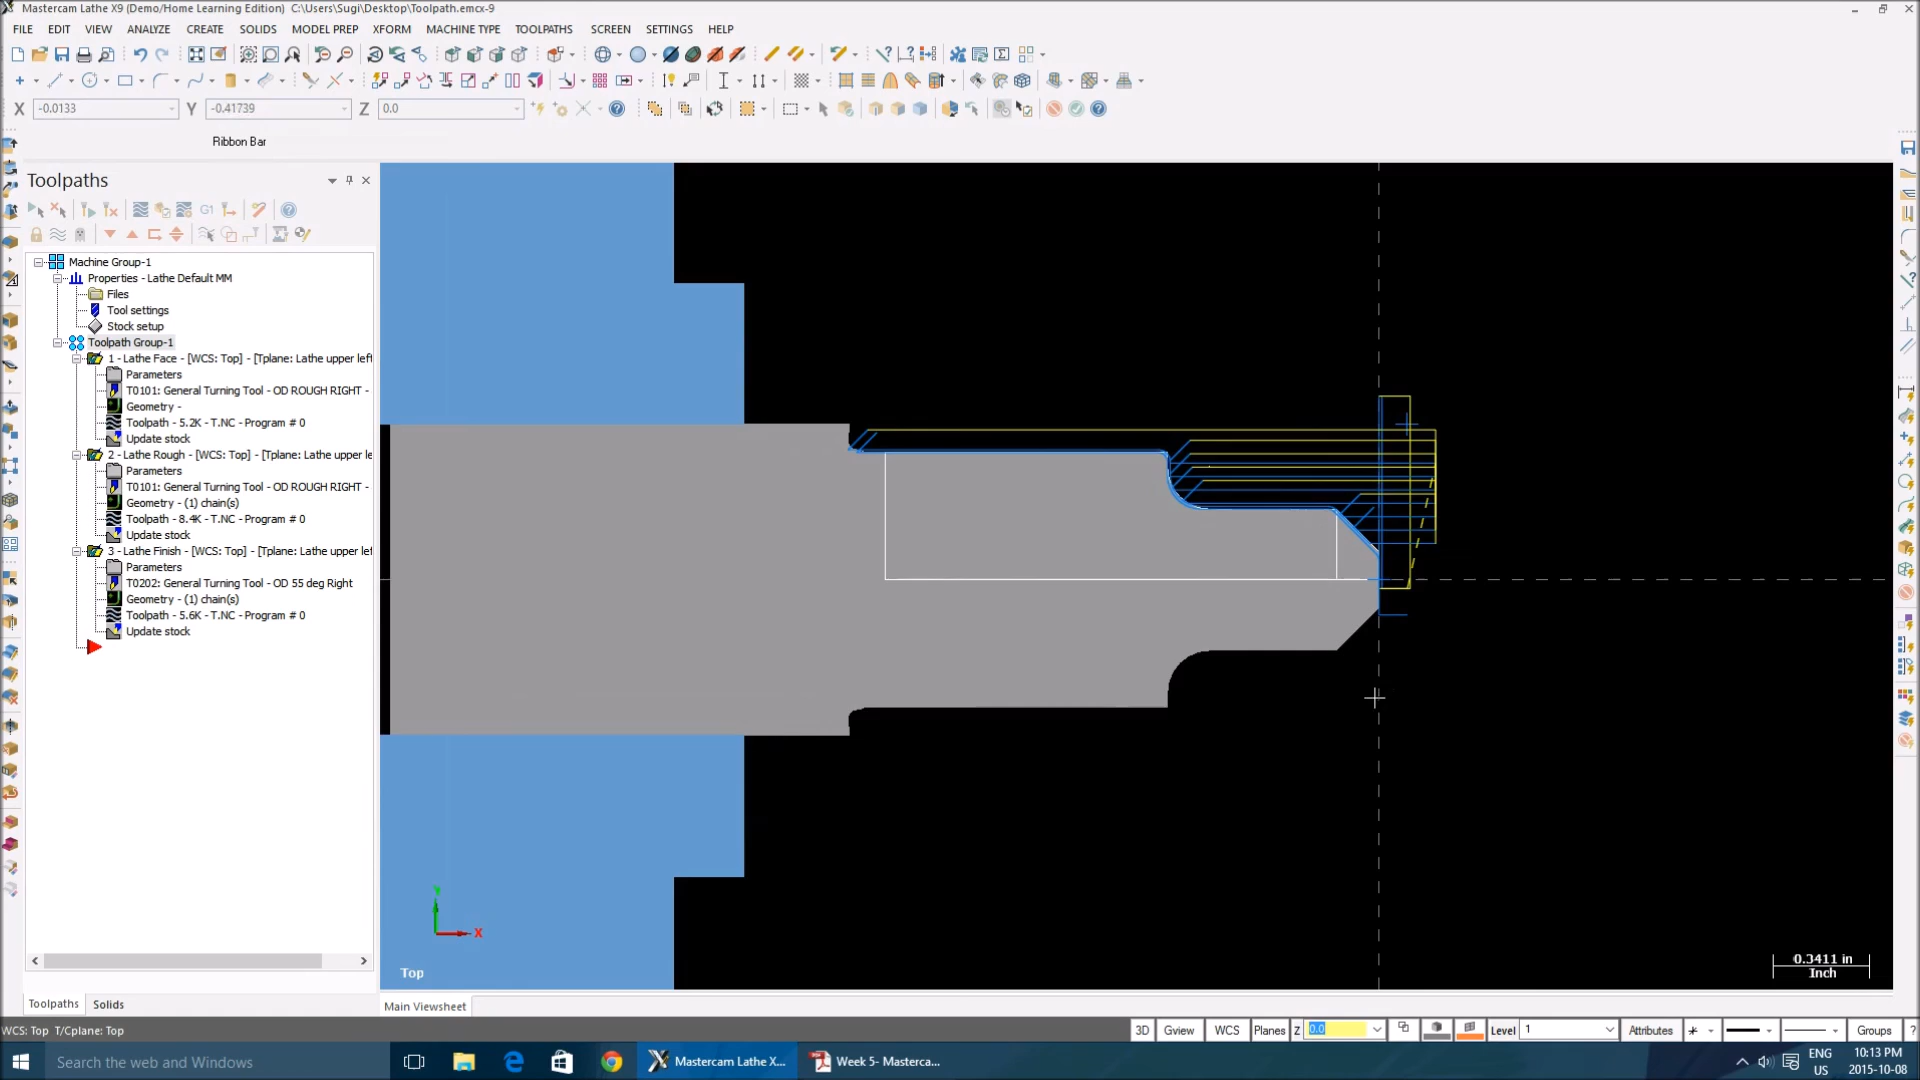 Mastercam Lathe X9 (Demo/Home Learning Edition) C:\Users\Sugi\Desktop\Toolpath.emcx-9
FILE EDIT VIEW ANALYZE CREATE SOLIDS MODEL PREP XFORM MACHINE TYPE TOOLPATHS SCREEN SETTINGS HELP
X -0.0133 Y -0.41739 Z 0.0
Ribbon Bar
Toolpaths
G1
Machine Group-1
Properties - Lathe Default MM
Files
Tool settings
Stock setup
Toolpath Group-1
1 - Lathe Face - [WCS: Top] - [Tplane: Lathe upper left
Parameters
T0101: General Turning Tool - OD ROUGH RIGHT -
Geometry -
Toolpath - 5.2K - T.NC - Program # 0
Update stock
2 - Lathe Rough - [WCS: Top] - [Tplane: Lathe upper le
Parameters
T0101: General Turning Tool - OD ROUGH RIGHT -
Geometry - (1) chain(s)
Toolpath - 8.4K - T.NC - Program # 0
Update stock
3 - Lathe Finish - [WCS: Top] - [Tplane: Lathe upper lef
Parameters
T0202: General Turning Tool - OD 55 deg Right
Geometry - (1) chain(s)
Toolpath - 5.6K - T.NC - Program # 0
Update stock
Y
X
Top
0.3411 in
Inch
Toolpaths Solids
Main Viewsheet
WCS: Top T/Cplane: Top
3D Gview WCS Planes Z 0.0 Level 1 Attributes Groups ?
Search the web and Windows
Mastercam Lathe X...
Week 5- Masterca...
ENG
US
10:13 PM
2015-10-08